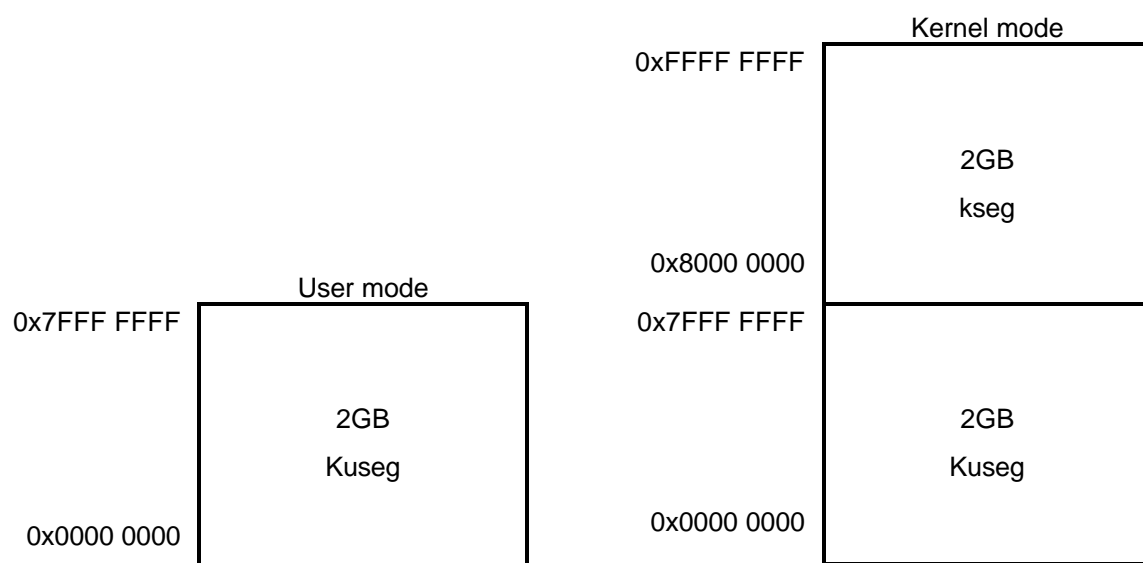 Kernel mode
0xFFFF FFFF
2GB
kseg
0x8000 0000
User mode
0x7FFF FFFF
0x7FFF FFFF
2GB
2GB
Kuseg
Kuseg
0x0000 0000
0x0000 0000